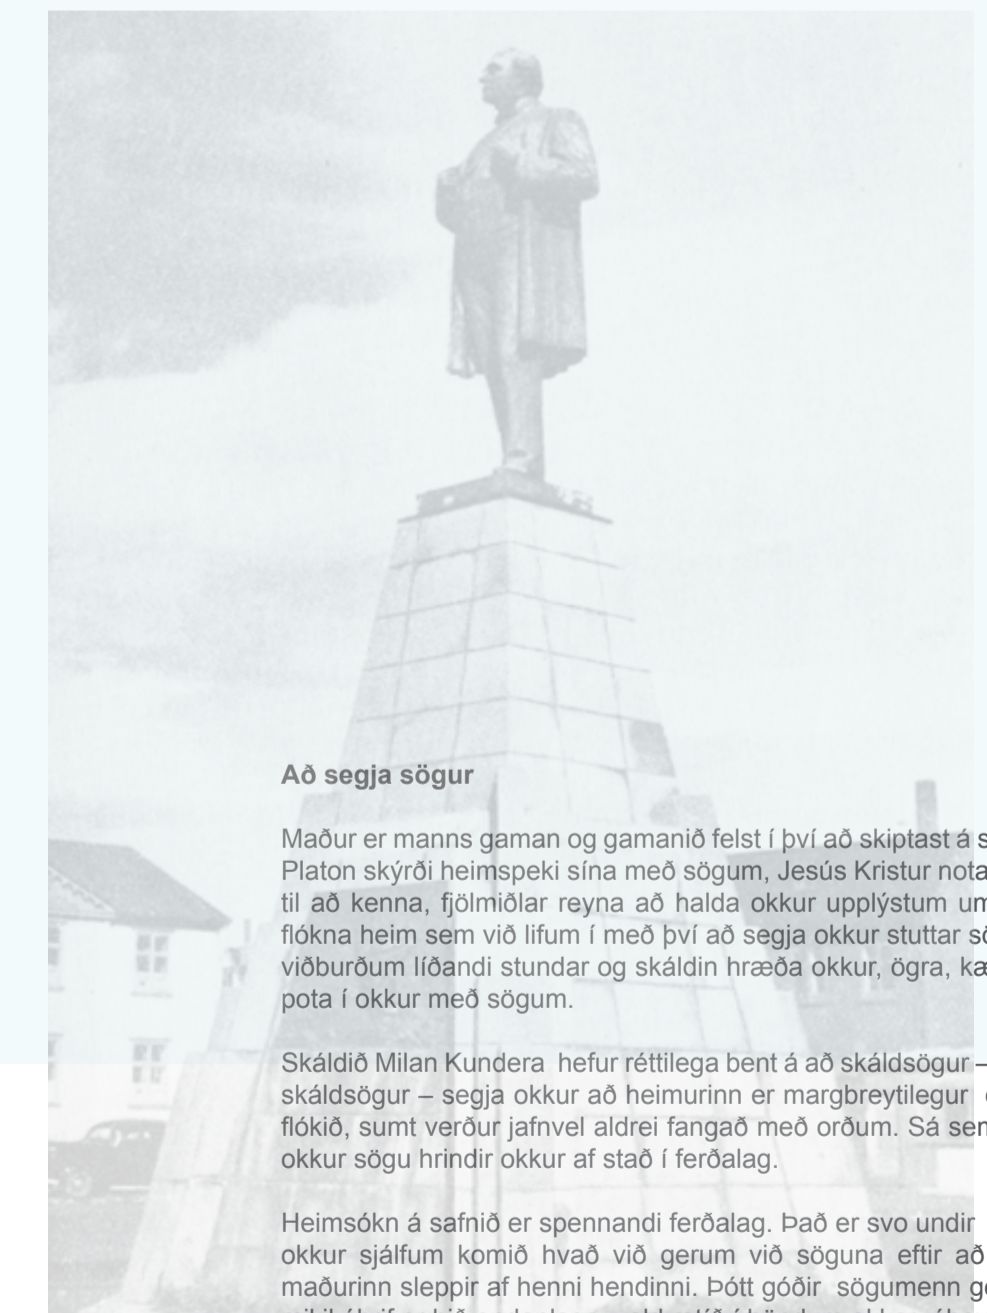 Að segja sögur
Maður er manns gaman og gamanið felst í því að skiptast á
Platon skýrði heimspeki sína með sögum, Jesús Kristur
til að kenna, fjölmiðlar reyna að halda okkur upplýstum
flókna heim sem við lifum í með því að segja okkur stuttar
viðburðum líðandi stundar og skáldin hræða okkur, ögra,
pota í okkur með sögum.
Skáldið Milan Kundera hefur réttilega bent á að skáldsögur –
skáldsögur – segja okkur að heimurinn er margbreytilegur
flókið, sumt verður jafnvel aldrei fangað með orðum. Sá
okkur sögu hrindir okkur af stað í ferðalag.
Heimsókn á safnið er spennandi ferðalag. Það er svo undir
okkur sjálfum komið hvað við gerum við söguna eftir að
maðurinn sleppir af henni hendinni. Þótt góðir sögumenn